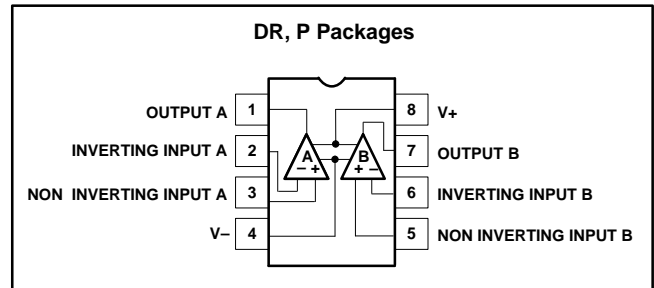 DR, P Packages
OUTPUT A 1 8 V+
INVERTING INPUT A 2 A B 7 OUTPUT B
− + + −
NON INVERTING INPUT A 3 6 INVERTING INPUT B
V− 4 5 NON INVERTING INPUT B